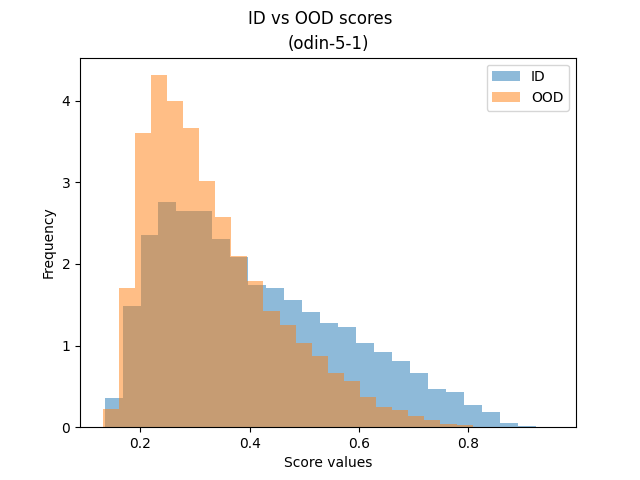 ID vs OOD scores
(odin-5-1)
ID
OOD
Frequency
4
3
2
1
0
0.2
0.4
0.6
0.8
Score values